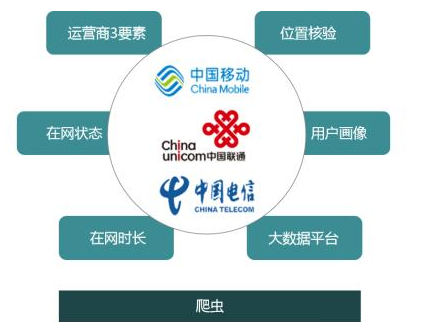 运营商3要素
位置核验
中国移动
China Mobile
在网状态
China
unicom中国联通
用户画像
中国电信
CHINA TELECOM
在网时长
大数据平台
爬虫